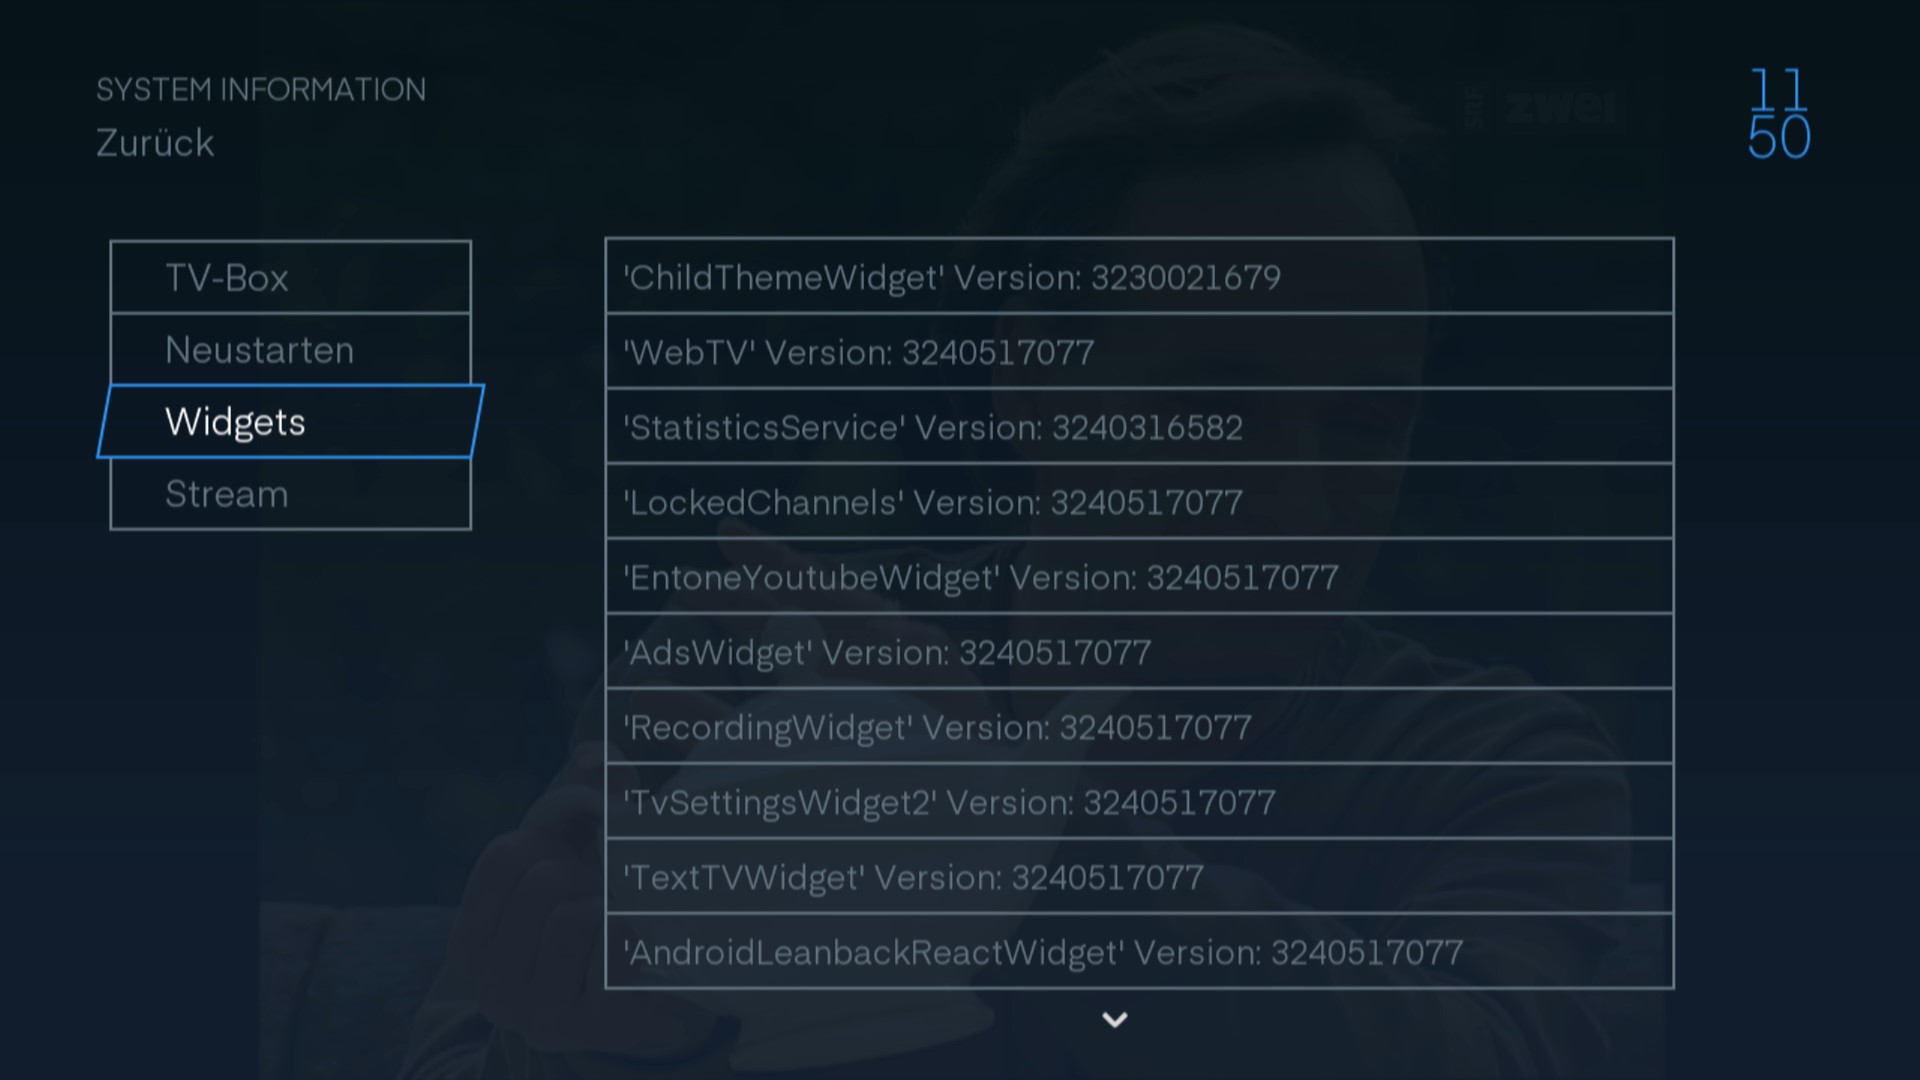 SYSTEM INFORMATION
Zurück
11
50
SRF zwei
TV-Box
Neustarten
Widgets
Stream
'ChildThemeWidget' Version: 3230021679
'WebTV' Version: 3240517077
'StatisticsService' Version: 3240316582
'LockedChannels' Version: 3240517077
'EntoneYoutubeWidget' Version: 3240517077
'AdsWidget' Version: 3240517077
'RecordingWidget' Version: 3240517077
'TvSettingsWidget2' Version: 3240517077
'TextTVWidget' Version: 3240517077
'AndroidLeanbackReactWidget' Version: 3240517077